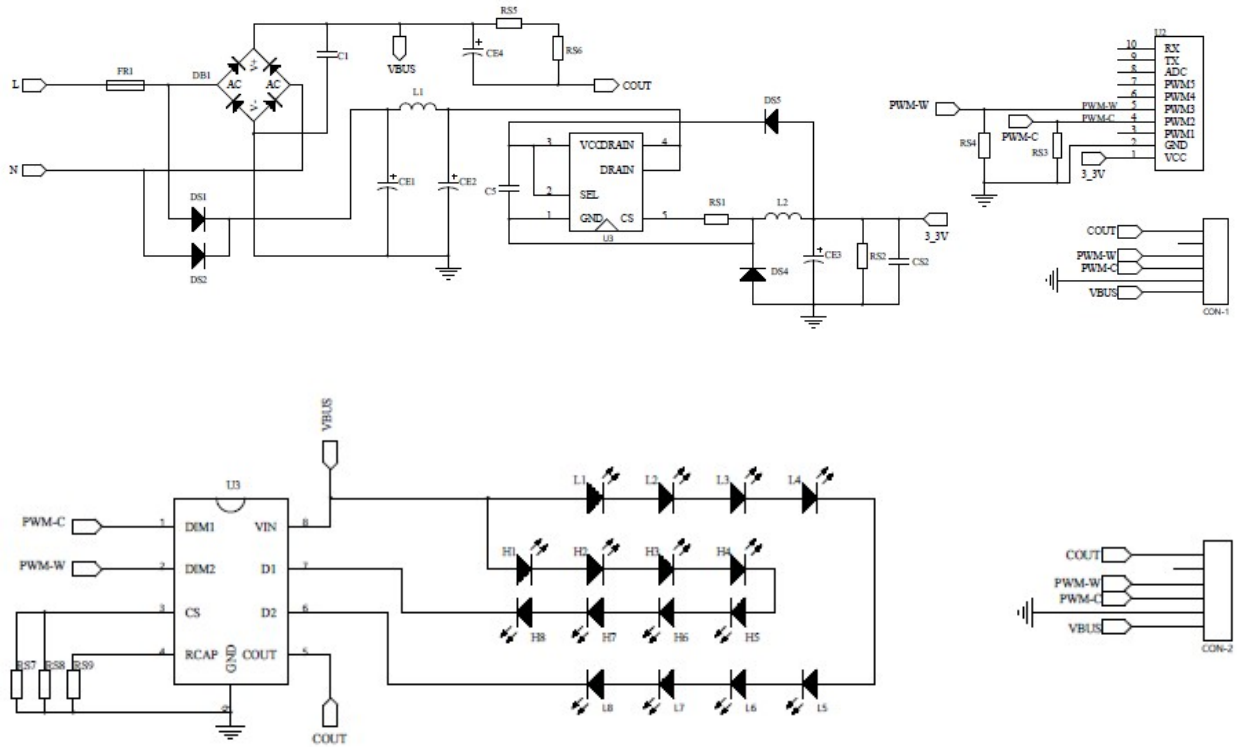 RS5
RS6
CE4
C1
VBUS
COUT
FR1
DB1
V+
AC
AC
V-
L
N
L1
DS1
DS2
CE1
CE2
DS5
3
VCC
DRAIN
4
DRAIN
C5
2
SEL
1
GND
CS
5
U3
RS1
L2
3_3V
DS4
CE3
RS2
CS2
U2
10
RX
9
TX
8
ADC
7
PWM5
6
PWM4
PWM-W
PWM-W
5
PWM3
PWM-C
PWM-C
4
PWM2
3
PWM1
2
GND
1
VCC
RS4
RS3
3_3V
COUT
PWM-W
PWM-C
VBUS
CON-1
VBUS
U3
PWM-C
1
DIM1
VIN
8
PWM-W
2
DIM2
D1
7
3
CS
D2
6
4
RCAP
GND
COUT
5
9
RS7
RS8
RS9
COUT
L1
L2
L3
L4
H1
H2
H3
H4
H8
H7
H6
H5
L8
L7
L6
L5
COUT
PWM-W
PWM-C
VBUS
CON-2